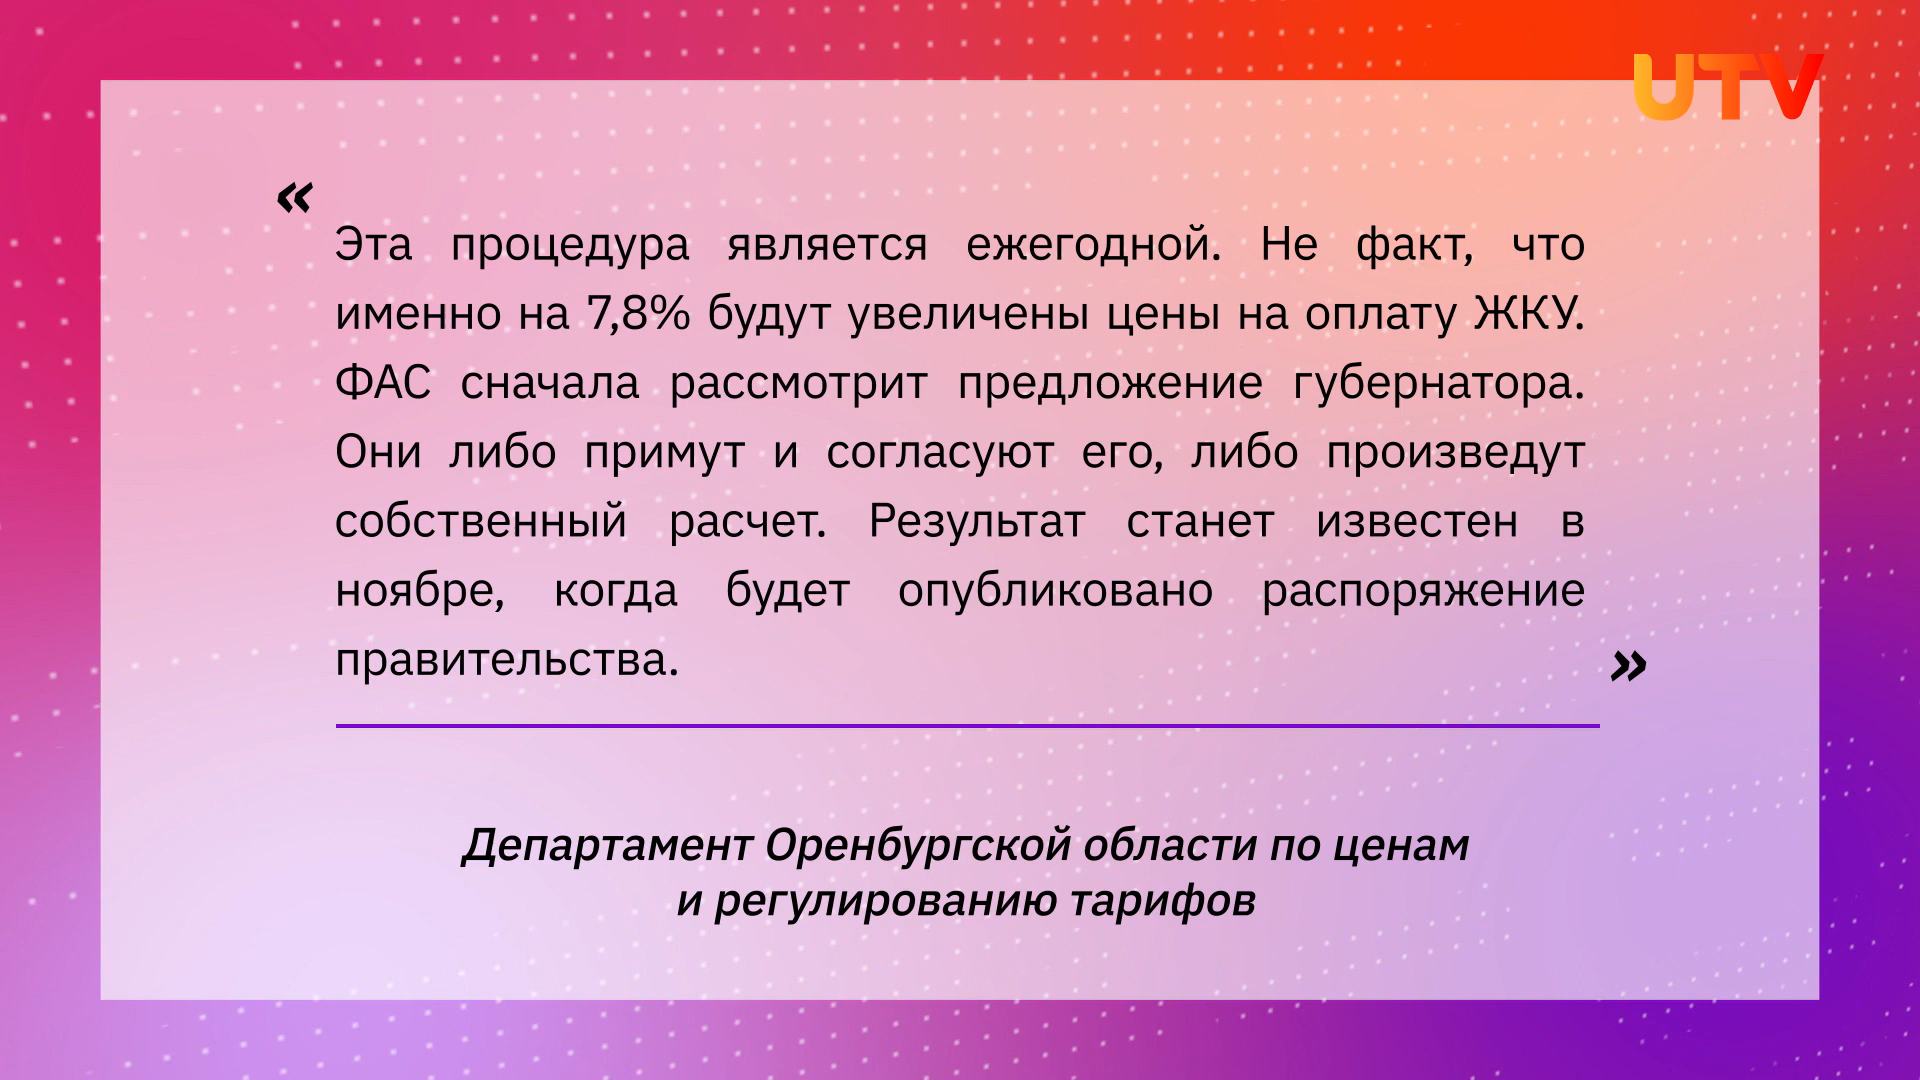 UTV
«
Эта процедура является ежегодной. Не факт, что
именно на 7,8% будут увеличены цены на оплату ЖКУ.
ФАС сначала рассмотрит предложение губернатора.
Они либо примут и согласуют его, либо произведут
собственный расчет. Результат станет известен в
ноябре, когда будет опубликовано распоряжение
правительства.
»
Департамент Оренбургской области по ценам
и регулированию тарифов